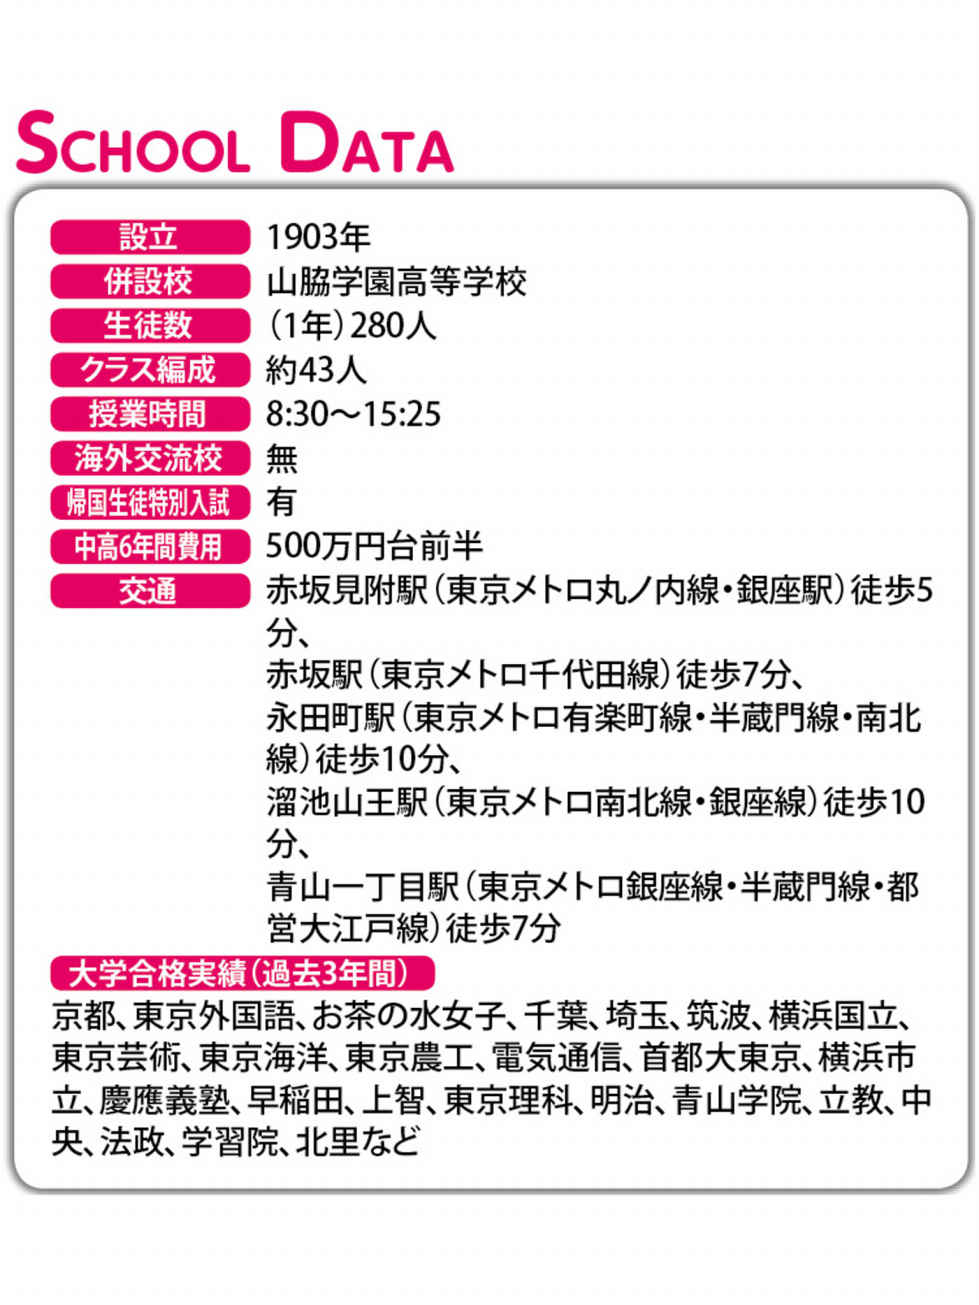 SCHOOL DATA
設立 1903年
併設校 山脇学園高等学校
生徒数 （1年）280人
クラス編成 約43人
授業時間 8:30〜15:25
海外交流校 無
帰国生徒特別入試 有
中高6年間費用 500万円台前半
交通 赤坂見附駅（東京メトロ丸ノ内線・銀座駅）徒歩5
分、
赤坂駅（東京メトロ千代田線）徒歩7分、
永田町駅（東京メトロ有楽町線・半蔵門線・南北
線）徒歩10分、
溜池山王駅（東京メトロ南北線・銀座線）徒歩10
分、
青山一丁目駅（東京メトロ銀座線・半蔵門線・都
営大江戸線）徒歩7分
大学合格実績（過去3年間）
京都、東京外国語、お茶の水女子、千葉、埼玉、筑波、横浜国立、
東京芸術、東京海洋、東京農工、電気通信、首都大東京、横浜市
立、慶應義塾、早稲田、上智、東京理科、明治、青山学院、立教、中
央、法政、学習院、北里など